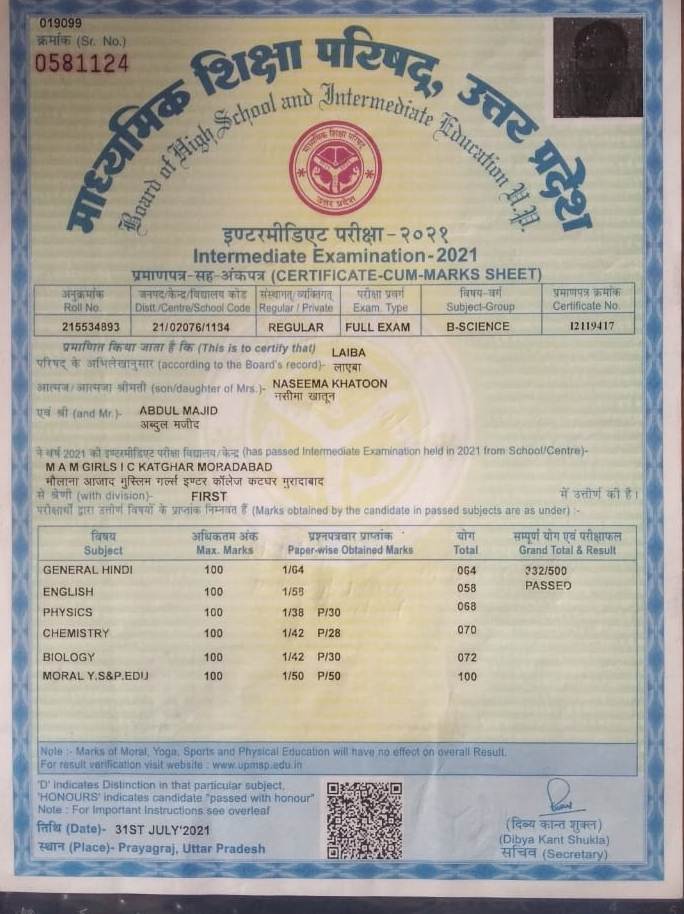 019099
क्रमांक (Sr. No.)
0581124
माध्यमिक शिक्षा परिषद्, उत्तर प्रदेश
Board of High School and Intermediate Education U.P.
माध्यमिक शिक्षा परिषद्
उत्तर प्रदेश
इण्टरमीडिएट परीक्षा - २०२१
Intermediate Examination - 2021
प्रमाणपत्र-सह-अंकपत्र (CERTIFICATE-CUM-MARKS SHEET)
अनुक्रमांक जनपद/केन्द्र/विद्यालय कोड संस्थागत्/व्यक्तिगत् परीक्षा प्रवर्ग विषय-वर्ग प्रमाणपत्र क्रमांक
Roll No. Distt./Centre/School Code Regular / Private Exam. Type Subject-Group Certificate No.
215534893 21/02076/1134 REGULAR FULL EXAM B-SCIENCE 12119417
प्रमाणित किया जाता है कि (This is to certify that) LAIBA
परिषद् के अभिलेखानुसार (according to the Board's record)- लाएबा
आत्मज/आत्मजा श्रीमती (son/daughter of Mrs.)- NASEEMA KHATOON
नसीमा खातून
एवं श्री (and Mr.)- ABDUL MAJID
अब्दुल मजीद
ने वर्ष 2021 की इण्टरमीडिएट परीक्षा विद्यालय/केन्द्र (has passed Intermediate Examination held in 2021 from School/Centre)-
M A M GIRLS I C KATGHAR MORADABAD
मौलाना आजाद मुस्लिम गर्ल्स इण्टर कॉलेज कटघर मुरादाबाद
से श्रेणी (with division)- FIRST में उत्तीर्ण की है।
परीक्षार्थी द्वारा उत्तीर्ण विषयों के प्राप्तांक निम्नवत हैं (Marks obtained by the candidate in passed subjects are as under) :-
विषय अधिकतम अंक प्रश्नपत्रवार प्राप्तांक योग सम्पूर्ण योग एवं परीक्षाफल
Subject Max. Marks Paper-wise Obtained Marks Total Grand Total & Result
GENERAL HINDI 100 1/64 064 332/500
ENGLISH 100 1/58 058 PASSED
PHYSICS 100 1/38 P/30 068
CHEMISTRY 100 1/42 P/28 070
BIOLOGY 100 1/42 P/30 072
MORAL Y.S&P.EDU 100 1/50 P/50 100
Note :- Marks of Moral, Yoga, Sports and Physical Education will have no effect on overall Result.
For result verification visit website : www.upmsp.edu.in
'D' indicates Distinction in that particular subject,
'HONOURS' indicates candidate "passed with honour"
Note : For Important Instructions see overleaf
तिथि (Date)- 31ST JULY'2021
स्थान (Place)- Prayagraj, Uttar Pradesh
(दिब्य कान्त शुक्ल)
(Dibya Kant Shukla)
सचिव (Secretary)